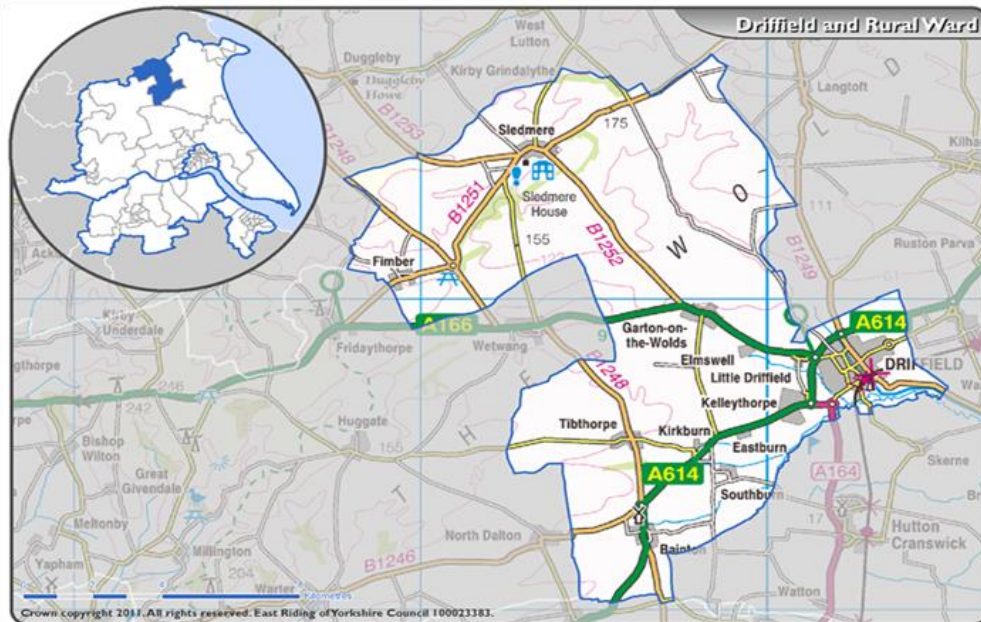 Driffield and Rural Ward
West
Lutton
Duggleby
Kirby Grindalythe
Duggleby
Howe
Langtoft
B1253
B1248
Sledmere
175
D
L
Sledmere
House
B1251
155
O
111
B1249
Ruston Parva
W
B1252
Fimber
Kirby
Underdale
A166
9
Garton-on
the-Wolds
A614
Fridaythorpe
Wetwang
Elmswell
DRIFFIELD
Little Driffield
246
B1248
E
Kelleythorpe
242
Huggate
Tibthorpe
Kirkburn
Bishop
Wilton
155
H
Eastburn
Skerne
Great
Givendale
A614
A164
Southburn
T
17
Meltonby
North Dalton
Hutton
Cranswick
Millington
Bainton
Yapham
204
B1246
Warter
Watton
Kilometres
Crown copyright 2011. All rights reserved. East Riding of Yorkshire Council 100023383.